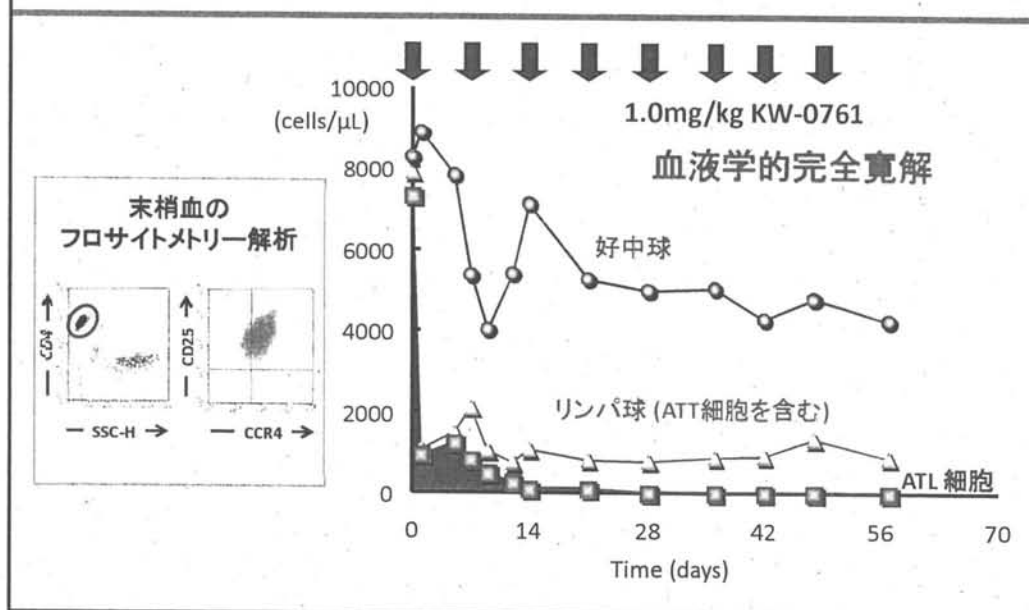 10000
(cells/μL)
8000
6000
4000
2000
0
1.0mg/kg KW-0761
血液学的完全寛解
好中球
リンパ球 (ATT細胞を含む)
ATL 細胞
0
14
28
42
56
70
Time (days)
末梢血の
フロサイトメトリー解析
CD4
SSC-H
CD25
CCR4